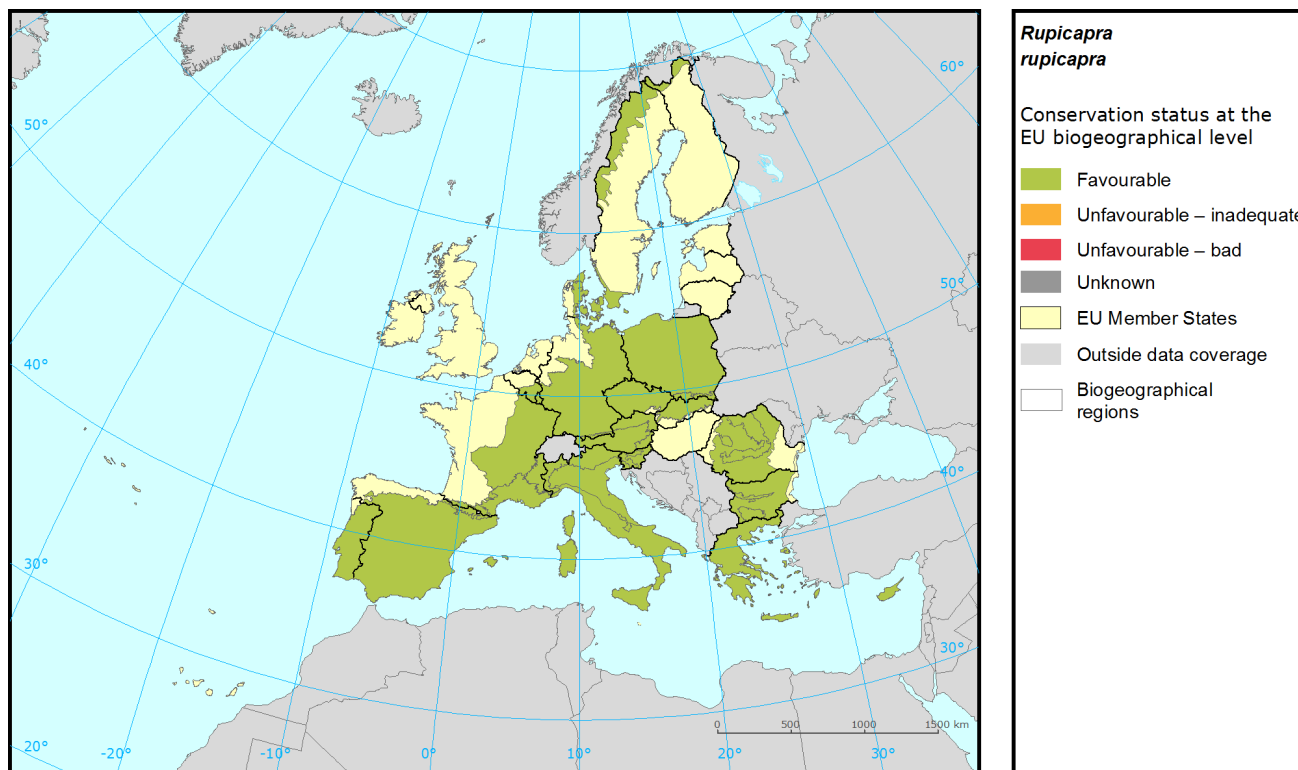 Rupicapra
rupicapra
Conservation status at the
EU biogeographical level
Favourable
Unfavourable – inadequate
Unfavourable – bad
Unknown
EU Member States
Outside data coverage
Biogeographical
regions
60°
50°
50°
40°
40°
30°
30°
0 500 1000 1500 km
20° -20° -10° 0° 10° 20° 30°